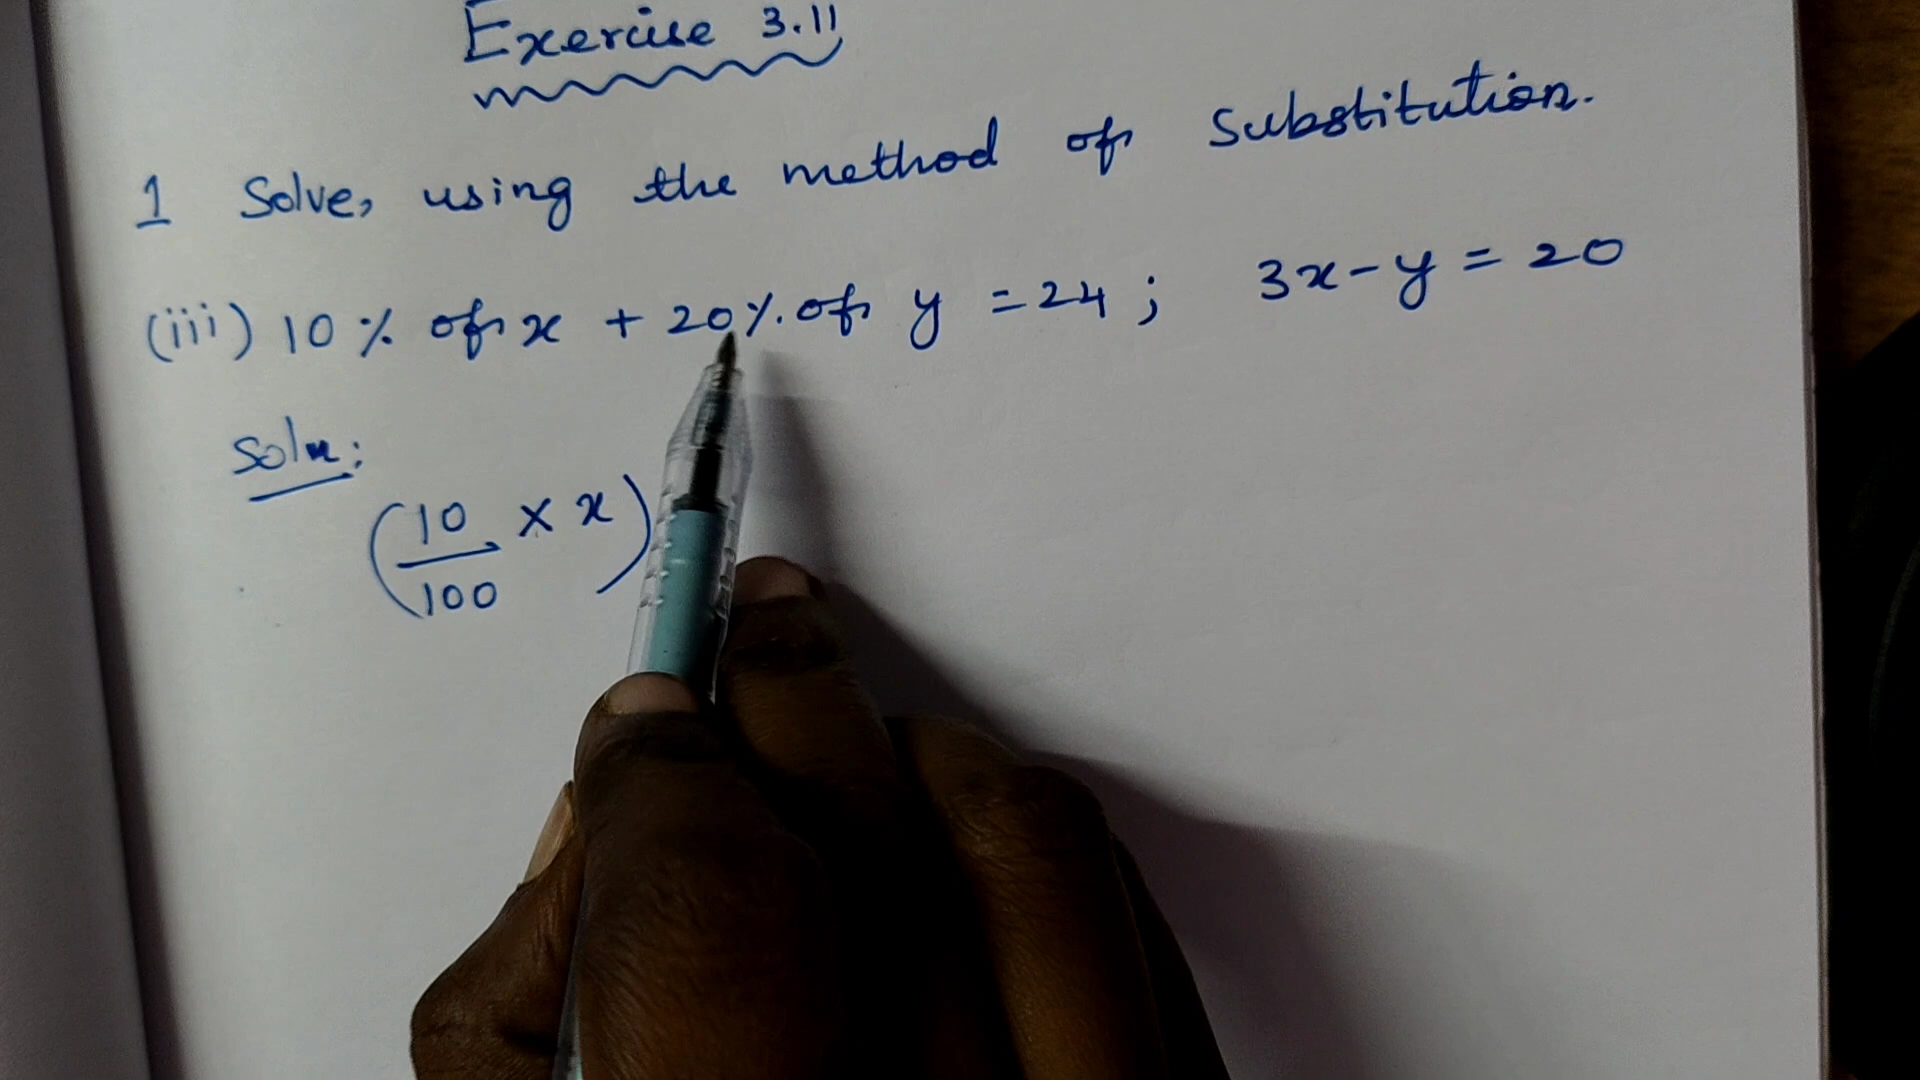 Exercise 3.11
1 Solve, using the method of Substitution.
(iii) 10% of x + 20% of y = 24 ; 3x - y = 20
Soln:
(10/100 × x)